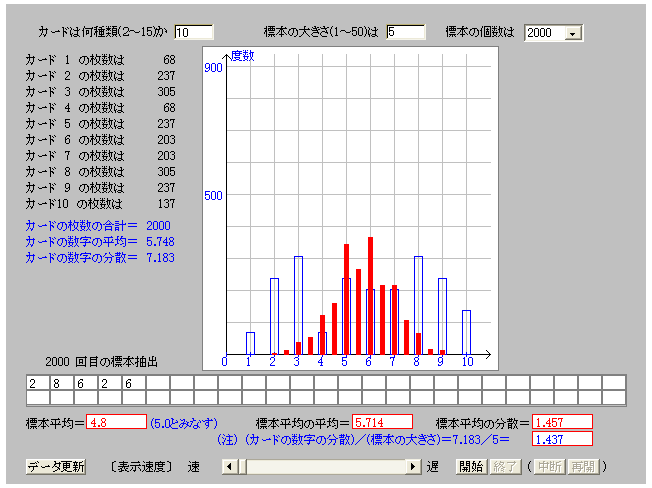 カードは何種類(2～15)か 10 標本の大きさ(1～50)は 5 標本の個数は 2000
カード 1 の枚数は 68
カード 2 の枚数は 237
カード 3 の枚数は 305
カード 4 の枚数は 68
カード 5 の枚数は 237
カード 6 の枚数は 203
カード 7 の枚数は 203
カード 8 の枚数は 305
カード 9 の枚数は 237
カード10 の枚数は 137
カードの枚数の合計＝ 2000
カードの数字の平均＝ 5.748
カードの数字の分散＝ 7.183
度数
900
500
0 1 2 3 4 5 6 7 8 9 10
2000 回目の標本抽出
2 8 6 2 6
標本平均＝ 4.8 (5.0とみなす) 標本平均の平均＝ 5.714 標本平均の分散＝ 1.457
(注) (カードの数字の分散)／(標本の大きさ)＝7.183／5＝ 1.437
データ更新 〔表示速度〕 速 遅 開始 終了 ( 中断 再開 )